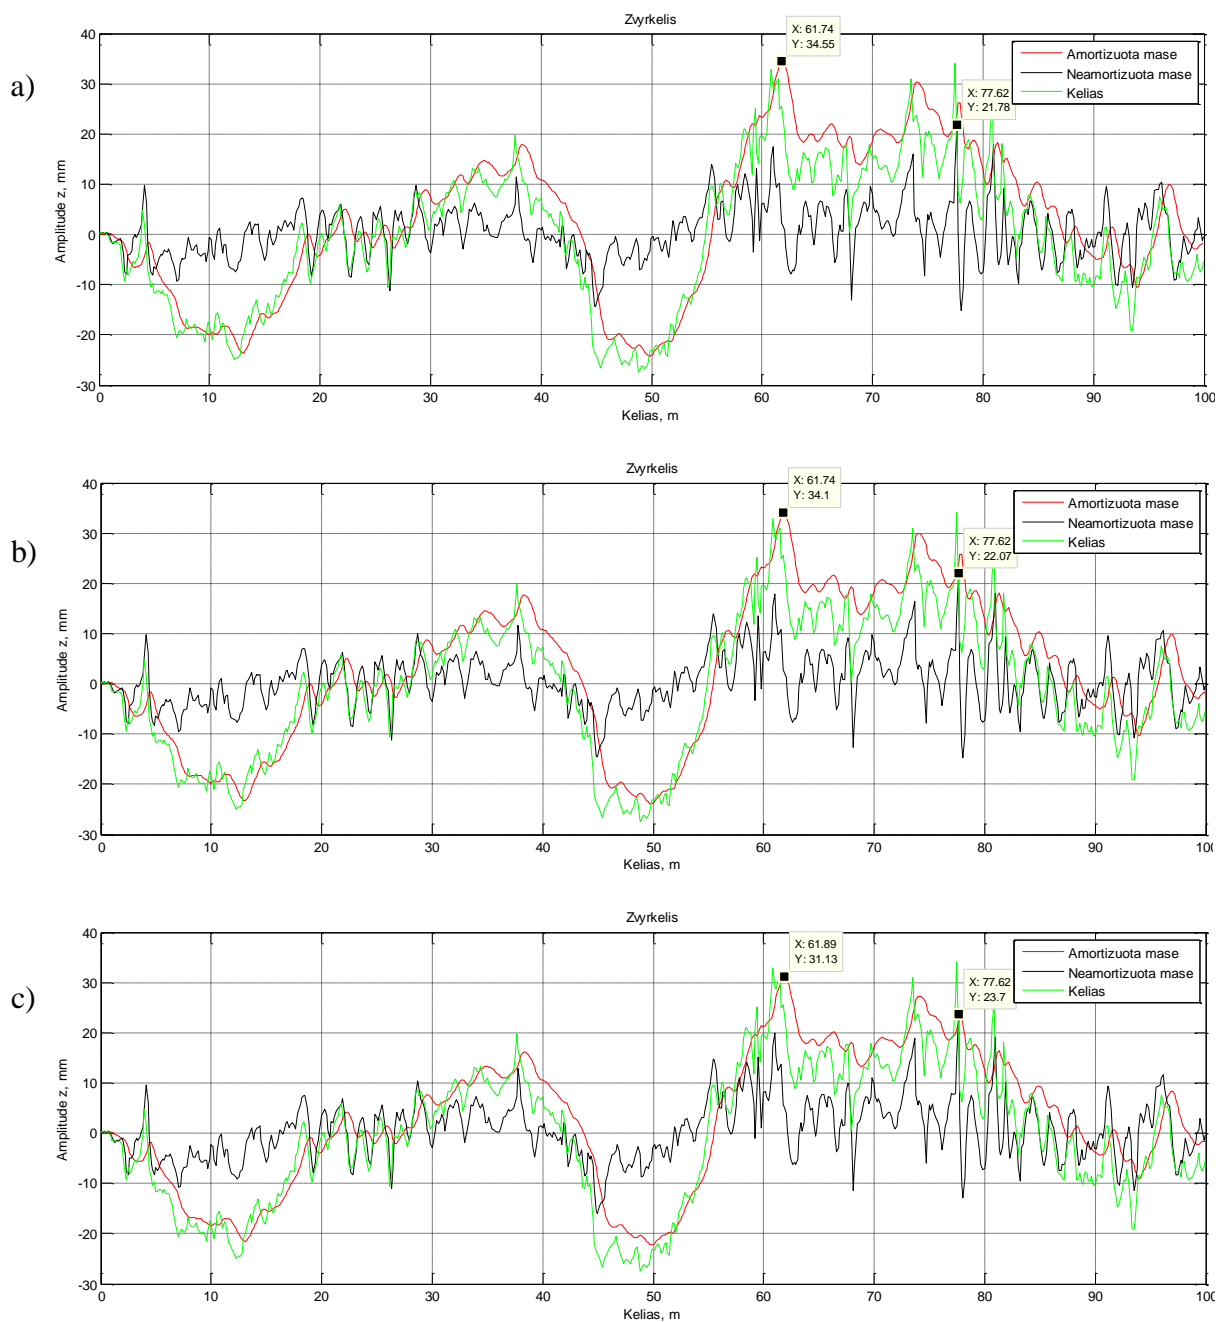 a)
Zvyrkelis
X: 61.74
Y: 34.55
X: 77.62
Y: 21.78
Amortizuota mase
Neamortizuota mase
Kelias
Amplitude z, mm
40
30
20
10
0
-10
-20
-30
0 10 20 30 40 50 60 70 80 90 100
Kelias, m
b)
Zvyrkelis
X: 61.74
Y: 34.1
X: 77.62
Y: 22.07
Amortizuota mase
Neamortizuota mase
Kelias
Amplitude z, mm
40
30
20
10
0
-10
-20
-30
0 10 20 30 40 50 60 70 80 90 100
Kelias, m
c)
Zvyrkelis
X: 61.89
Y: 31.13
X: 77.62
Y: 23.7
Amortizuota mase
Neamortizuota mase
Kelias
Amplitude z, mm
40
30
20
10
0
-10
-20
-30
0 10 20 30 40 50 60 70 80 90 100
Kelias, m